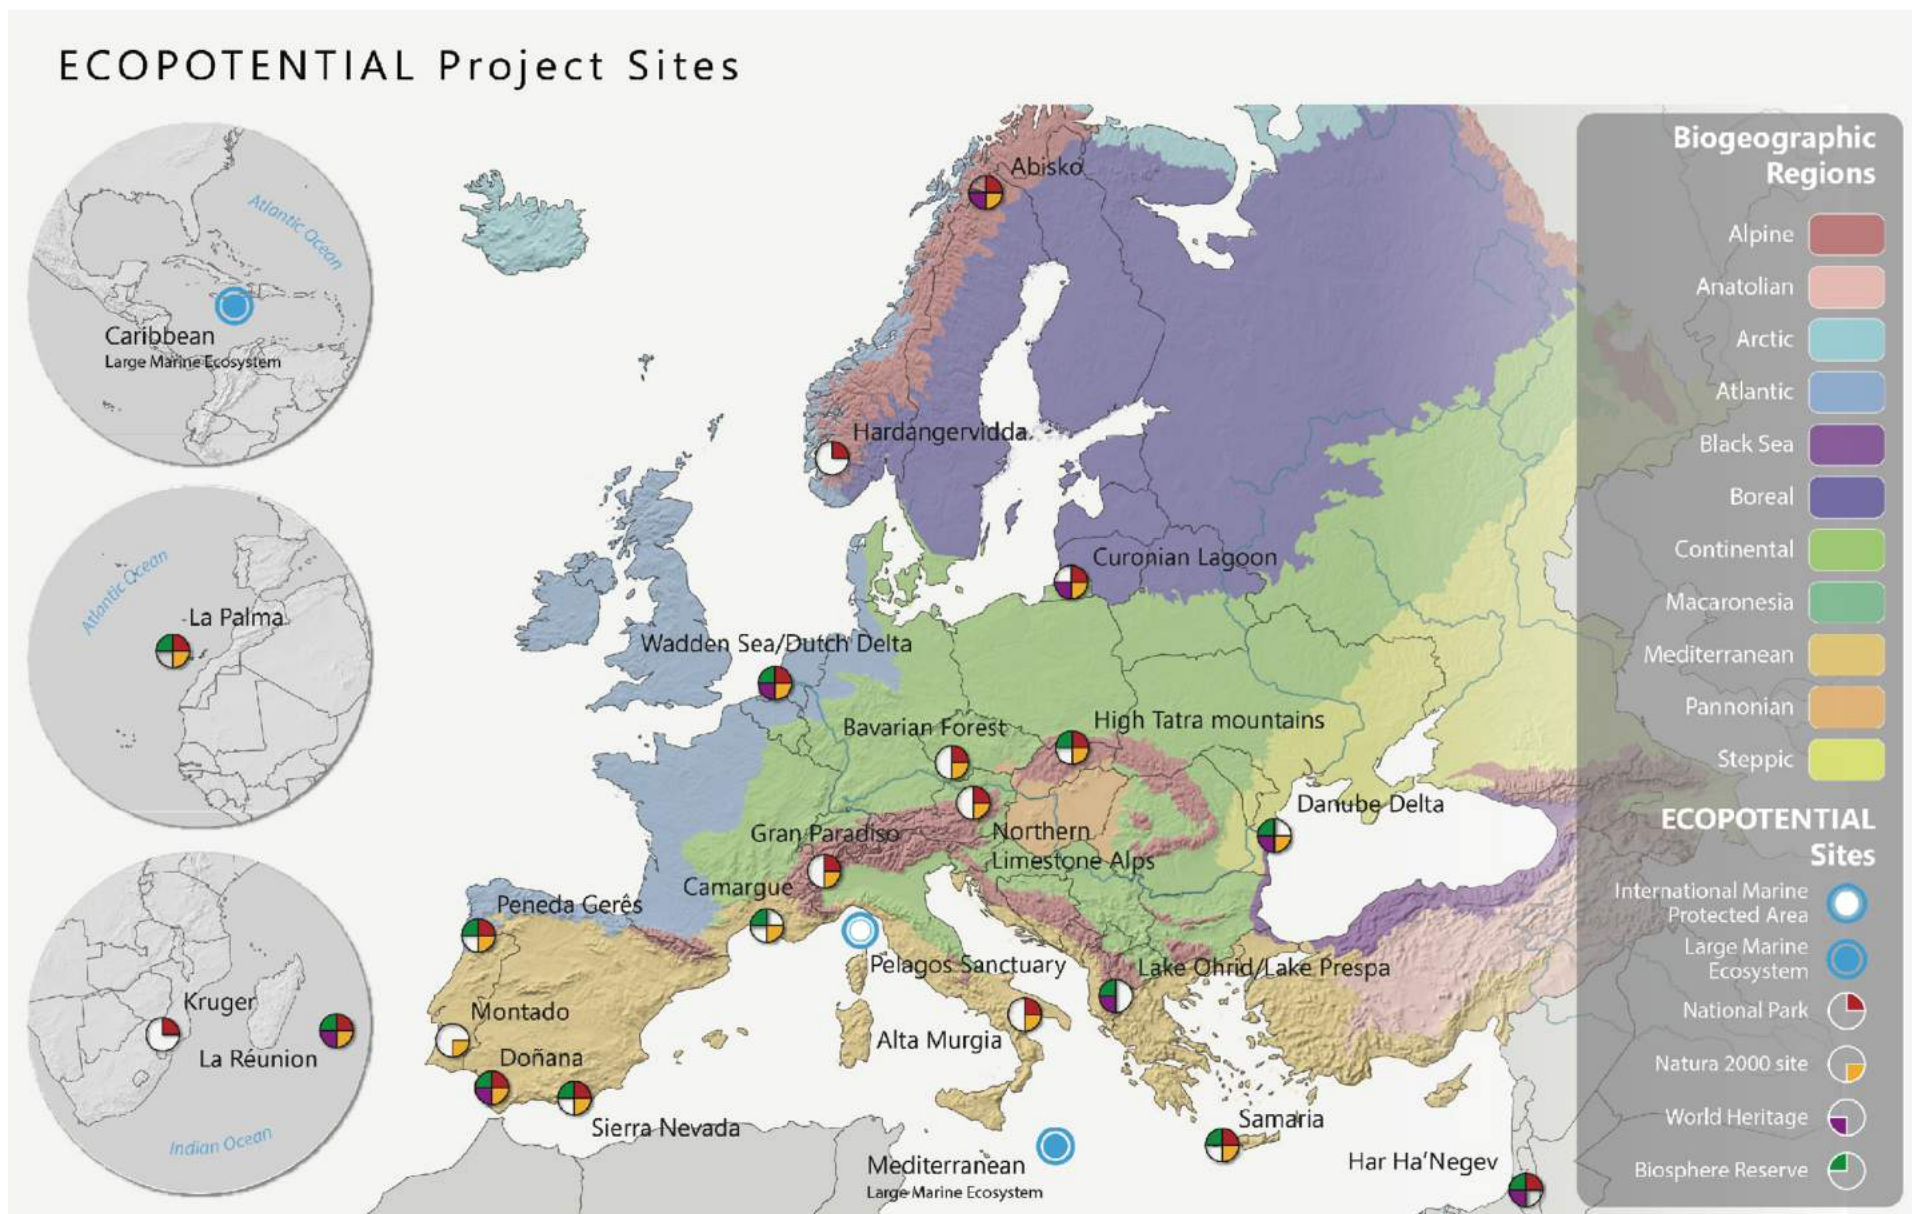 ECOPOTENTIAL Project Sites
Atlantic Ocean
Caribbean
Large Marine Ecosystem
Atlantic Ocean
La Palma
Kruger
La Réunion
Indian Ocean
Abisko
Hardangervidda
Curonian Lagoon
Wadden Sea/Dutch Delta
Bavarian Forest
High Tatra mountains
Danube Delta
Gran Paradiso
Northern
Limestone Alps
Camargue
Peneda Gerês
Pelagos Sanctuary
Lake Ohrid/Lake Prespa
Montado
Alta Murgia
Doñana
Sierra Nevada
Samaria
Mediterranean
Large Marine Ecosystem
Har Ha'Negev
Biogeographic
Regions
Alpine
Anatolian
Arctic
Atlantic
Black Sea
Boreal
Continental
Macaronesia
Mediterranean
Pannonian
Steppic
ECOPOTENTIAL
Sites
International Marine
Protected Area
Large Marine
Ecosystem
National Park
Natura 2000 site
World Heritage
Biosphere Reserve